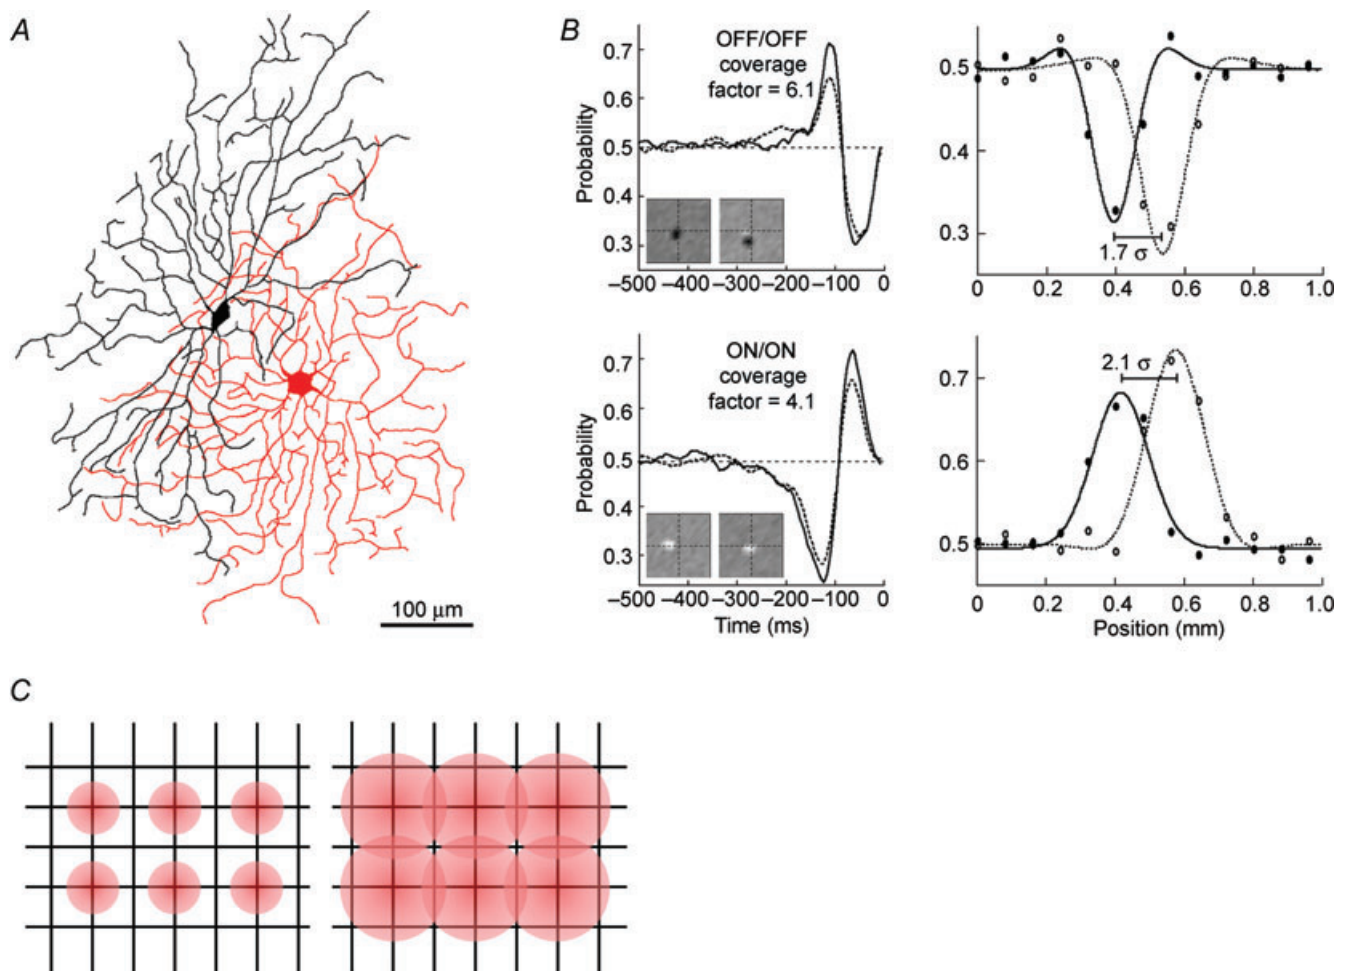 A
100 μm
B
OFF/OFF
coverage
factor = 6.1
Probability
0.7
0.6
0.5
0.4
0.3
–500 –400 –300 –200 –100 0
0.5
0.4
0.3
1.7 σ
0 0.2 0.4 0.6 0.8 1.0
ON/ON
coverage
factor = 4.1
Probability
0.7
0.6
0.5
0.4
0.3
–500 –400 –300 –200 –100 0
Time (ms)
2.1 σ
0.7
0.6
0.5
0 0.2 0.4 0.6 0.8 1.0
Position (mm)
C